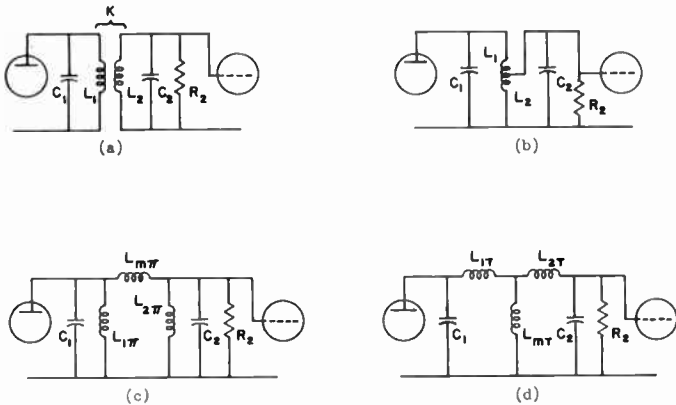 K
C₁ L₁ L₂ C₂ R₂
(a)
C₁ L₁ L₂ C₂ R₂
(b)
Lmπ
C₁ L₁π L₂π C₂ R₂
(c)
L₁T L₂T
C₁ LmT C₂ R₂
(d)